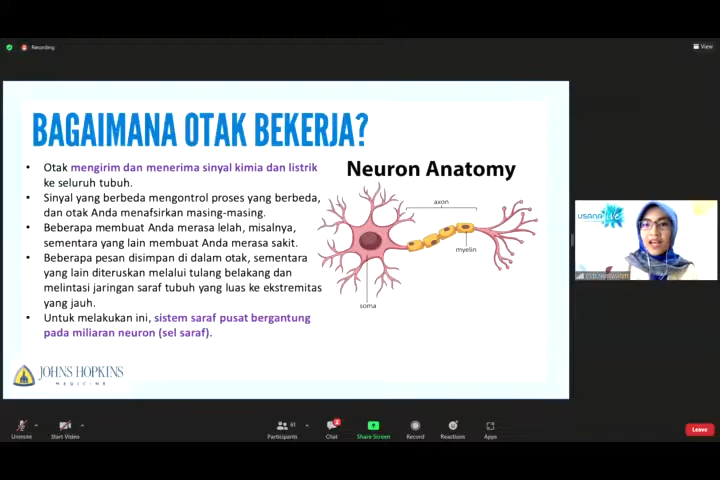 Recording
View
BAGAIMANA OTAK BEKERJA?
• Otak mengirim dan menerima sinyal kimia dan listrik
ke seluruh tubuh.
• Sinyal yang berbeda mengontrol proses yang berbeda,
dan otak Anda menafsirkan masing-masing.
• Beberapa membuat Anda merasa lelah, misalnya,
sementara yang lain membuat Anda merasa sakit.
• Beberapa pesan disimpan di dalam otak, sementara
yang lain diteruskan melalui tulang belakang dan
melintasi jaringan saraf tubuh yang luas ke ekstremitas
yang jauh.
• Untuk melakukan ini, sistem saraf pusat bergantung
pada miliaran neuron (sel saraf).
Neuron Anatomy
axon
myelin
soma
JOHNS HOPKINS
MEDICINE
USANA
Live
Unmute
Start Video
Participants
61
Chat
Share Screen
Record
Reactions
Apps
Leave